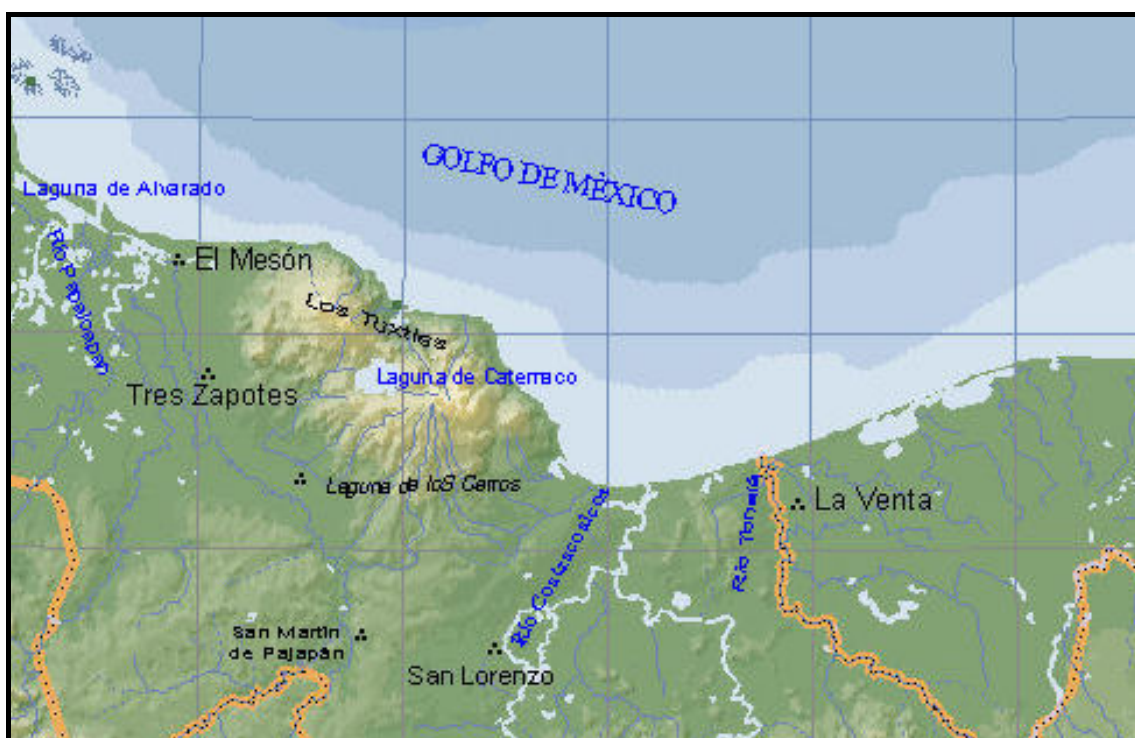 GOLFO DE MÉXICO
Laguna de Alvarado
El Mesón
Río Papaloapan
Los Tuxtlas
Laguna de Catemaco
Tres Zapotes
Laguna de los Cerros
La Venta
Río Tonalá
Río Coatzacoalcos
San Martín
de Pajapán
San Lorenzo